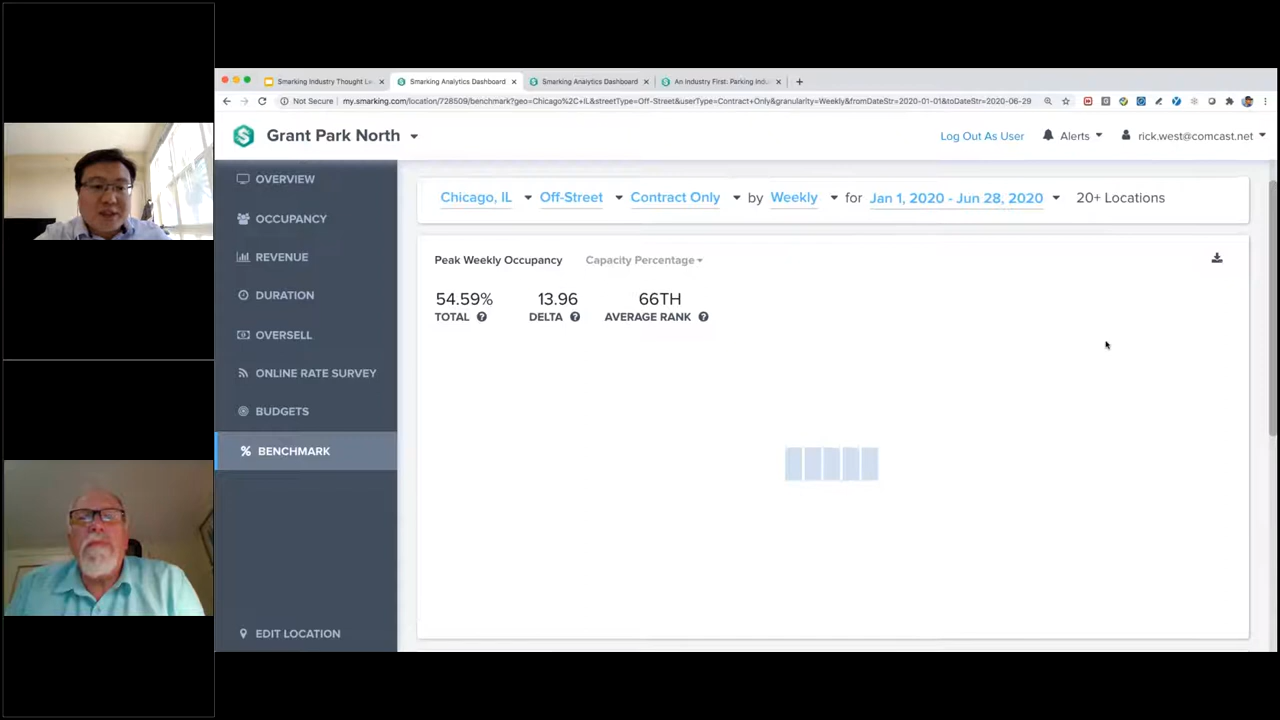 Smarking Industry Thought Le
Smarking Analytics Dashboard
Smarking Analytics Dashboard
An Industry First: Parking Indu
Not Secure | my.smarking.com/location/728509/benchmark?geo=Chicago%2C+IL&streetType=Off-Street&userType=Contract+Only&granularity=Weekly&fromDateStr=2020-01-01&toDateStr=2020-06-29
Grant Park North
Log Out As User
Alerts
rick.west@comcast.net
OVERVIEW
OCCUPANCY
REVENUE
DURATION
OVERSELL
ONLINE RATE SURVEY
BUDGETS
% BENCHMARK
EDIT LOCATION
Chicago, IL Off-Street Contract Only by Weekly for Jan 1, 2020 - Jun 28, 2020 20+ Locations
Peak Weekly Occupancy Capacity Percentage
54.59% 13.96 66TH
TOTAL ? DELTA ? AVERAGE RANK ?